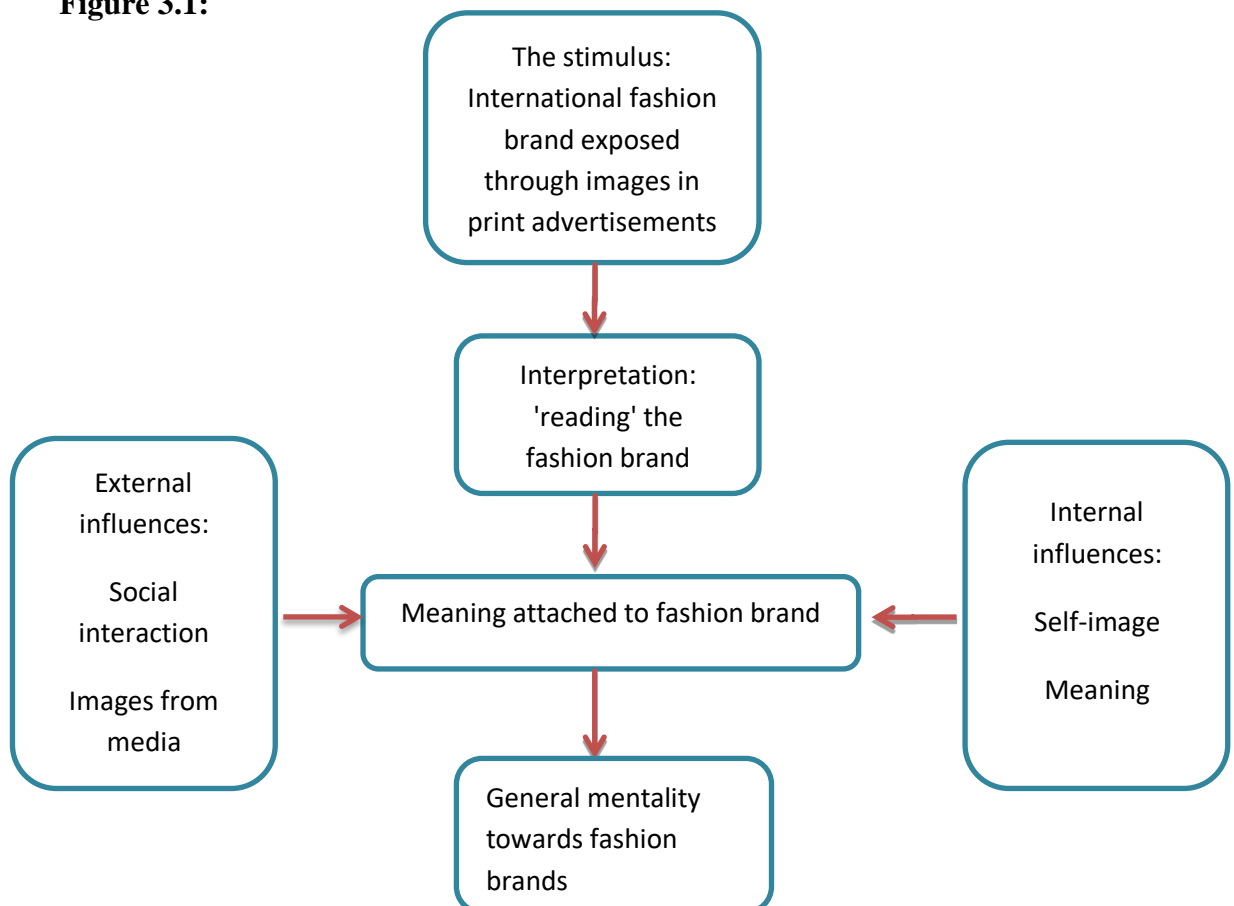 Figure 3.1:
The stimulus:
International fashion
brand exposed
through images in
print advertisements
Interpretation:
'reading' the
fashion brand
External
influences:
Social
interaction
Images from
media
Meaning attached to fashion brand
Internal
influences:
Self-image
Meaning
General mentality
towards fashion
brands